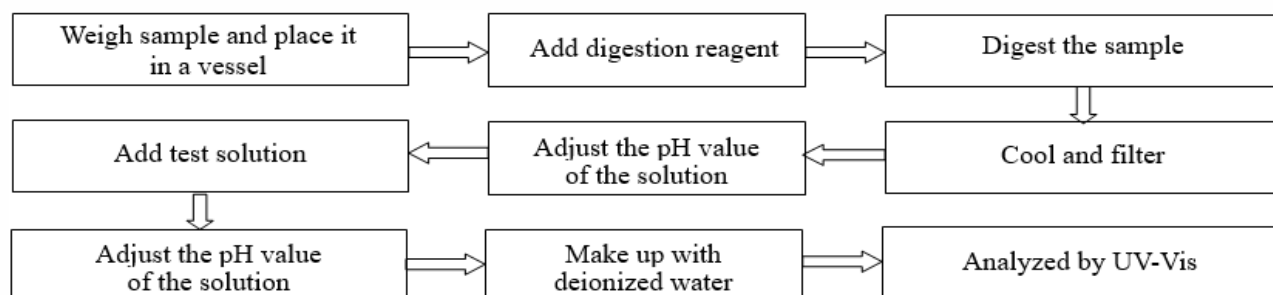 Weigh sample and place it
in a vessel
Add digestion reagent
Digest the sample
Cool and filter
Adjust the pH value
of the solution
Add test solution
Adjust the pH value
of the solution
Make up with
deionized water
Analyzed by UV-Vis